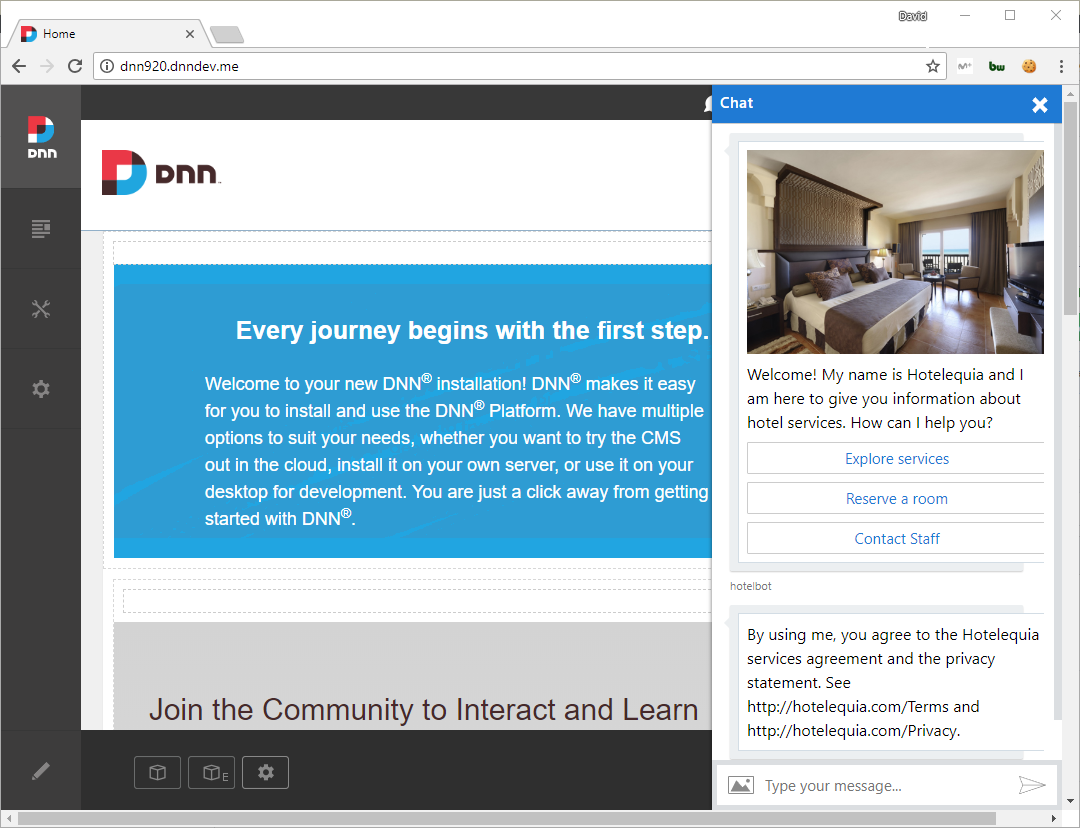 David
Home
dnn920.dnndev.me
bw
Chat
DNN
DNN
Every journey begins with the first step.
Welcome to your new DNN® installation! DNN® makes it easy
for you to install and use the DNN® Platform. We have multiple
options to suit your needs, whether you want to try the CMS
out in the cloud, install it on your own server, or use it on your
desktop for development. You are just a click away from getting
started with DNN®.
Join the Community to Interact and Learn
E
Welcome! My name is Hotelequia and I
am here to give you information about
hotel services. How can I help you?
Explore services
Reserve a room
Contact Staff
hotelbot
By using me, you agree to the Hotelequia
services agreement and the privacy
statement. See
http://hotelequia.com/Terms and
http://hotelequia.com/Privacy.
Type your message...